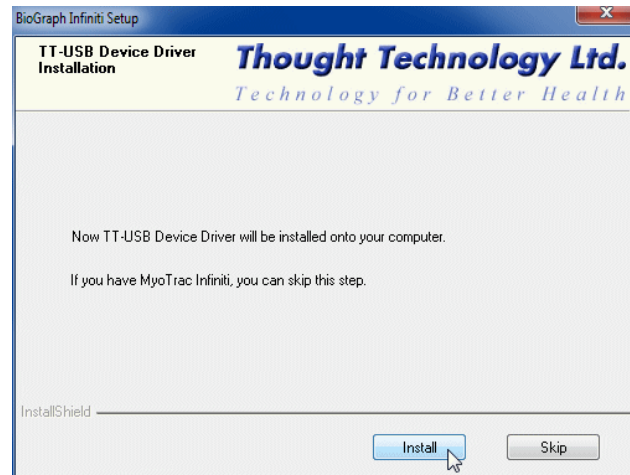 BioGraph Infiniti Setup
TT-USB Device Driver
Installation
Thought Technology Ltd.
Technology for Better Health
Now TT-USB Device Driver will be installed onto your computer.
If you have MyoTrac Infiniti, you can skip this step.
InstallShield
Install
Skip